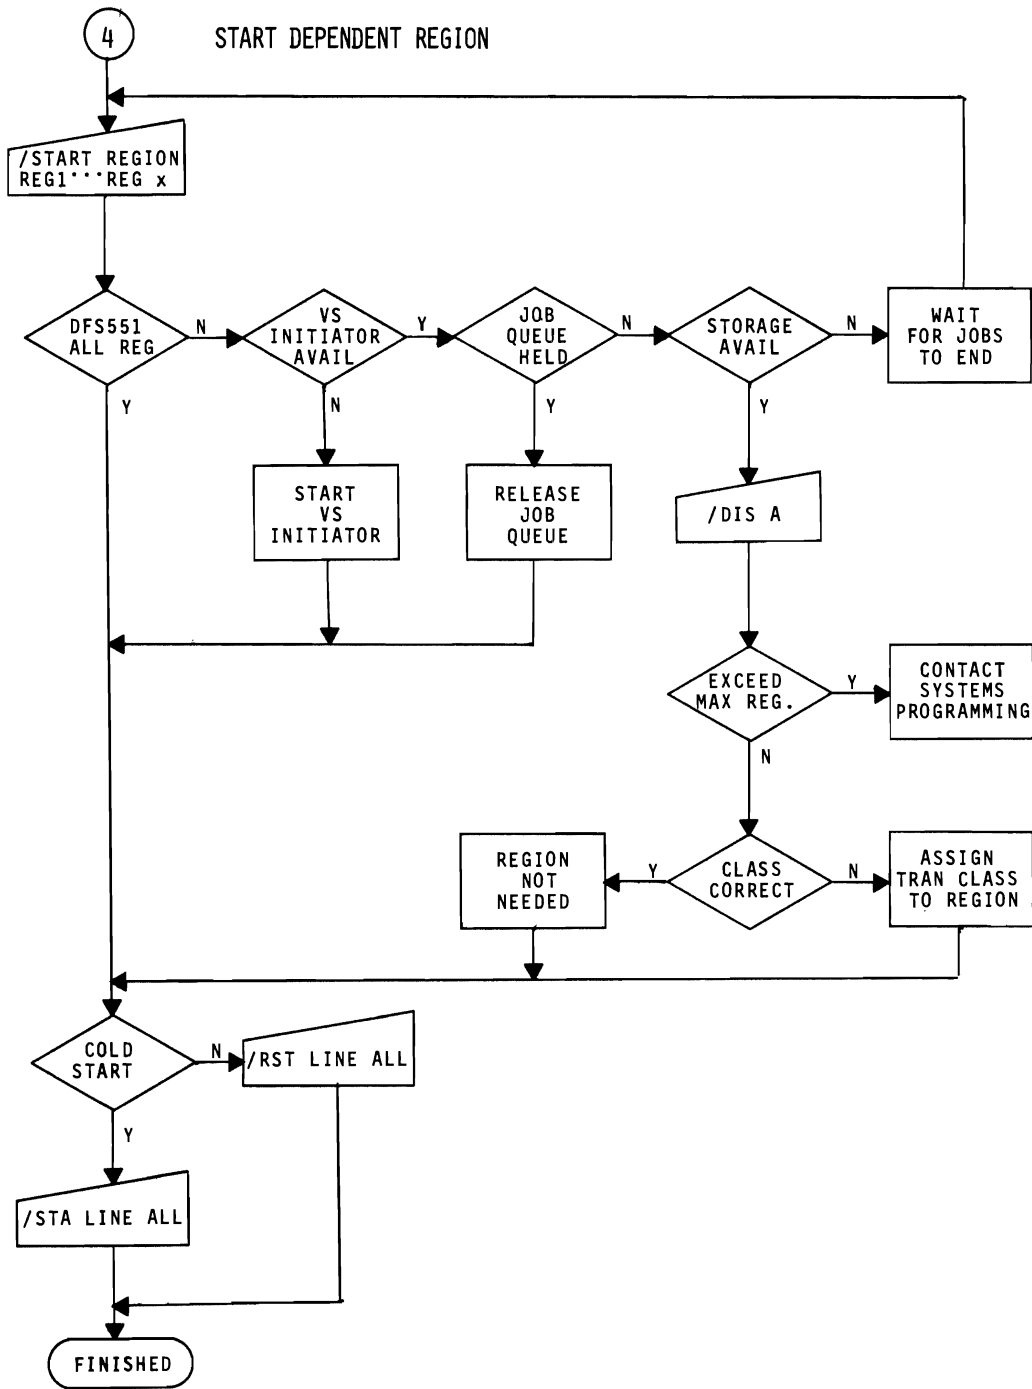 4
START DEPENDENT REGION
/START REGION
REG1···REG x
DFS551
ALL REG
N
Y
VS
INITIATOR
AVAIL
Y
N
JOB
QUEUE
HELD
N
Y
STORAGE
AVAIL
N
Y
WAIT
FOR JOBS
TO END
START
VS
INITIATOR
RELEASE
JOB
QUEUE
/DIS A
EXCEED
MAX REG.
Y
N
CONTACT
SYSTEMS
PROGRAMMING
REGION
NOT
NEEDED
Y
CLASS
CORRECT
N
ASSIGN
TRAN CLASS
TO REGION
COLD
START
N
Y
/RST LINE ALL
/STA LINE ALL
FINISHED